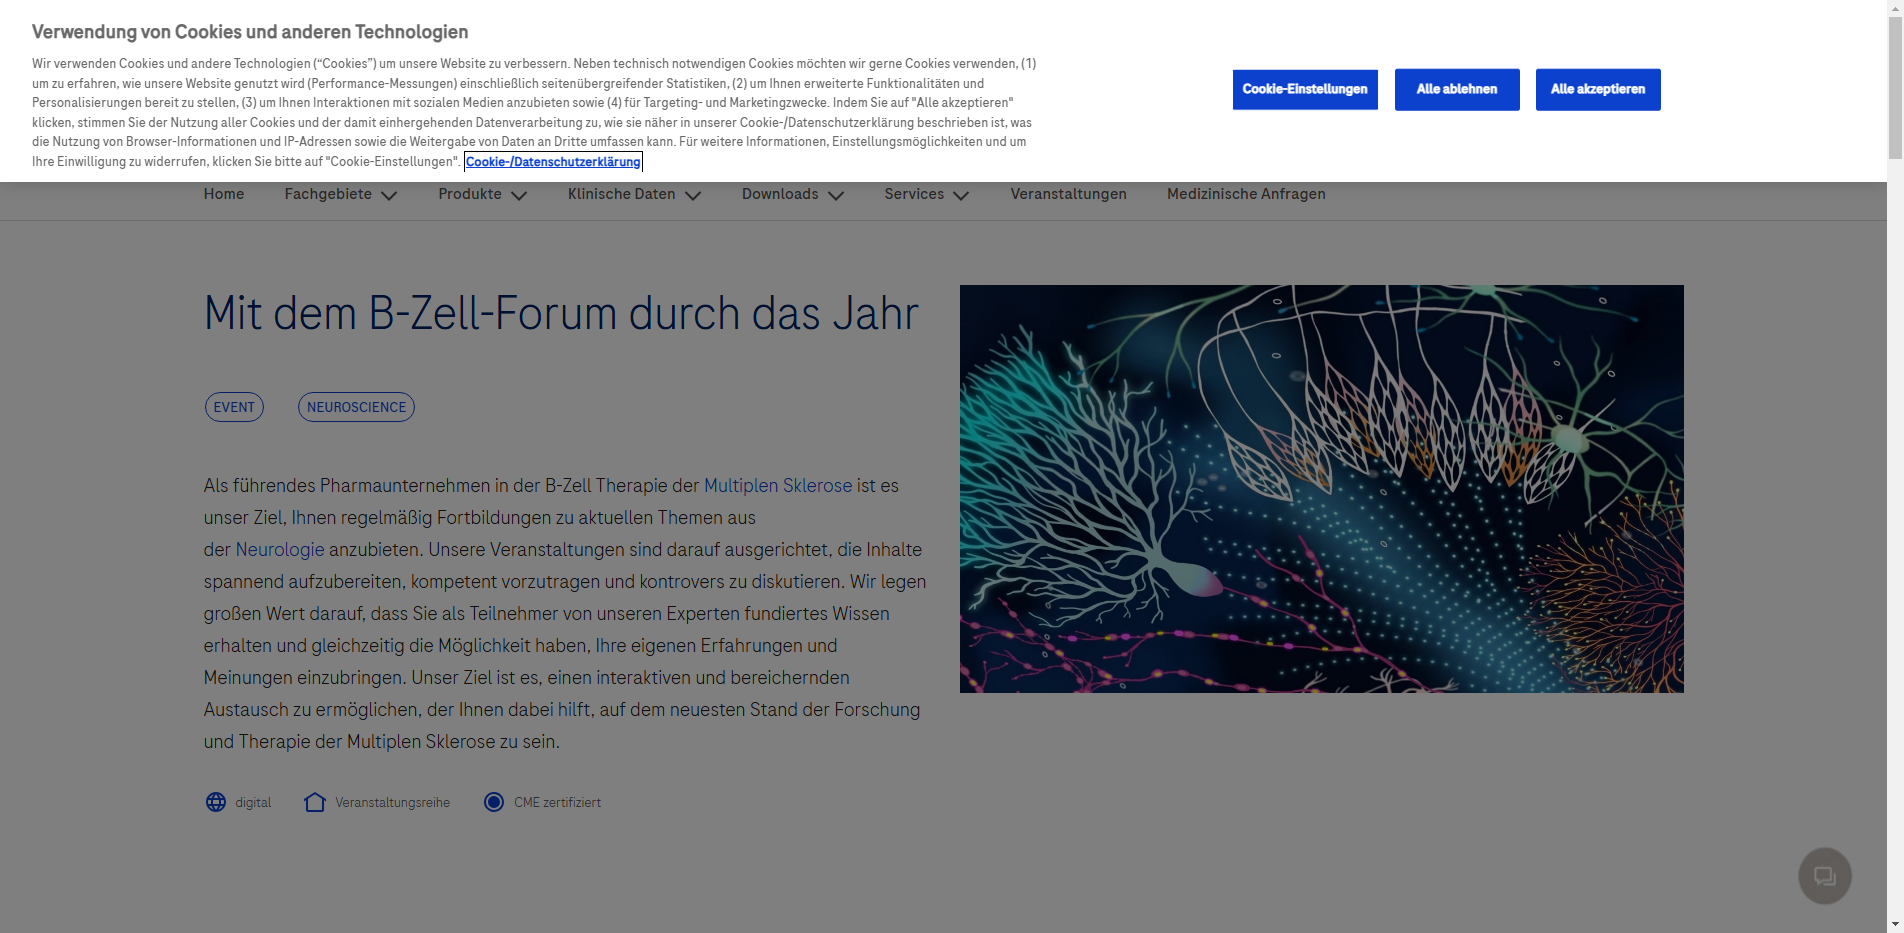 Verwendung von Cookies und anderen Technologien
Wir verwenden Cookies und andere Technologien (“Cookies”) um unsere Website zu verbessern. Neben technisch notwendigen Cookies möchten wir gerne Cookies verwenden, (1)
um zu erfahren, wie unsere Website genutzt wird (Performance-Messungen) einschließlich seitenübergreifender Statistiken, (2) um Ihnen erweiterte Funktionalitäten und
Personalisierungen bereit zu stellen, (3) um Ihnen Interaktionen mit sozialen Medien anzubieten sowie (4) für Targeting- und Marketingzwecke. Indem Sie auf "Alle akzeptieren"
klicken, stimmen Sie der Nutzung aller Cookies und der damit einhergehenden Datenverarbeitung zu, wie sie näher in unserer Cookie-/Datenschutzerklärung beschrieben ist, was
die Nutzung von Browser-Informationen und IP-Adressen sowie die Weitergabe von Daten an Dritte umfassen kann. Für weitere Informationen, Einstellungsmöglichkeiten und um
Ihre Einwilligung zu widerrufen, klicken Sie bitte auf "Cookie-Einstellungen". Cookie-/Datenschutzerklärung
Cookie-Einstellungen Alle ablehnen Alle akzeptieren
Home Fachgebiete Produkte Klinische Daten Downloads Services Veranstaltungen Medizinische Anfragen
Mit dem B-Zell-Forum durch das Jahr
EVENT NEUROSCIENCE
Als führendes Pharmaunternehmen in der B-Zell Therapie der Multiplen Sklerose ist es
unser Ziel, Ihnen regelmäßig Fortbildungen zu aktuellen Themen aus
der Neurologie anzubieten. Unsere Veranstaltungen sind darauf ausgerichtet, die Inhalte
spannend aufzubereiten, kompetent vorzutragen und kontrovers zu diskutieren. Wir legen
großen Wert darauf, dass Sie als Teilnehmer von unseren Experten fundiertes Wissen
erhalten und gleichzeitig die Möglichkeit haben, Ihre eigenen Erfahrungen und
Meinungen einzubringen. Unser Ziel ist es, einen interaktiven und bereichernden
Austausch zu ermöglichen, der Ihnen dabei hilft, auf dem neuesten Stand der Forschung
und Therapie der Multiplen Sklerose zu sein.
digital Veranstaltungsreihe CME zertifiziert